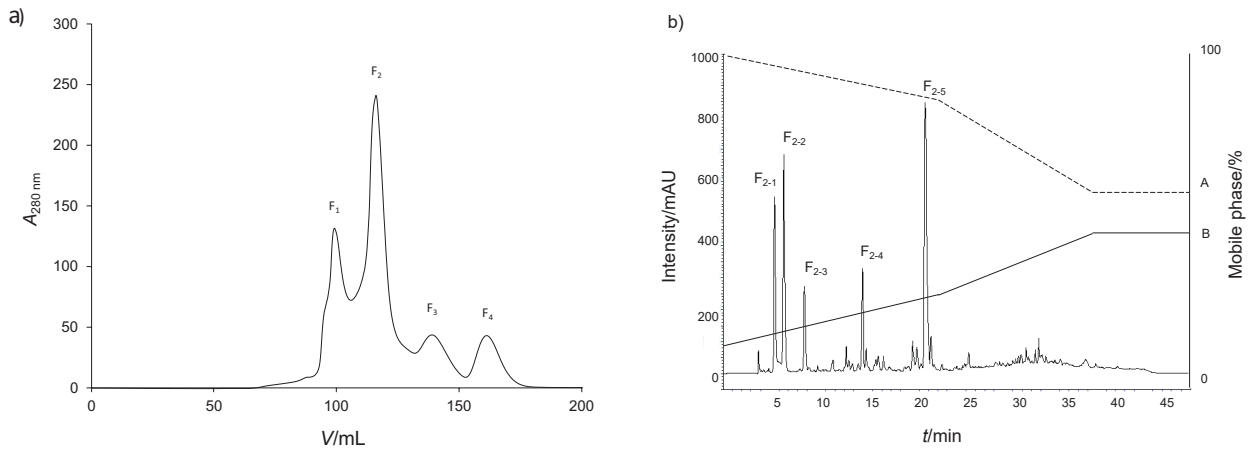 a)
300
250
200
150
100
50
0
A280 nm
F1
F2
F3
F4
0 50 100 150 200
V/mL
b)
1000
800
600
400
200
0
Intensity/mAU
F2-1
F2-2
F2-3
F2-4
F2-5
A
B
100
0
Mobile phase/%
5 10 15 20 25 30 35 40 45
t/min